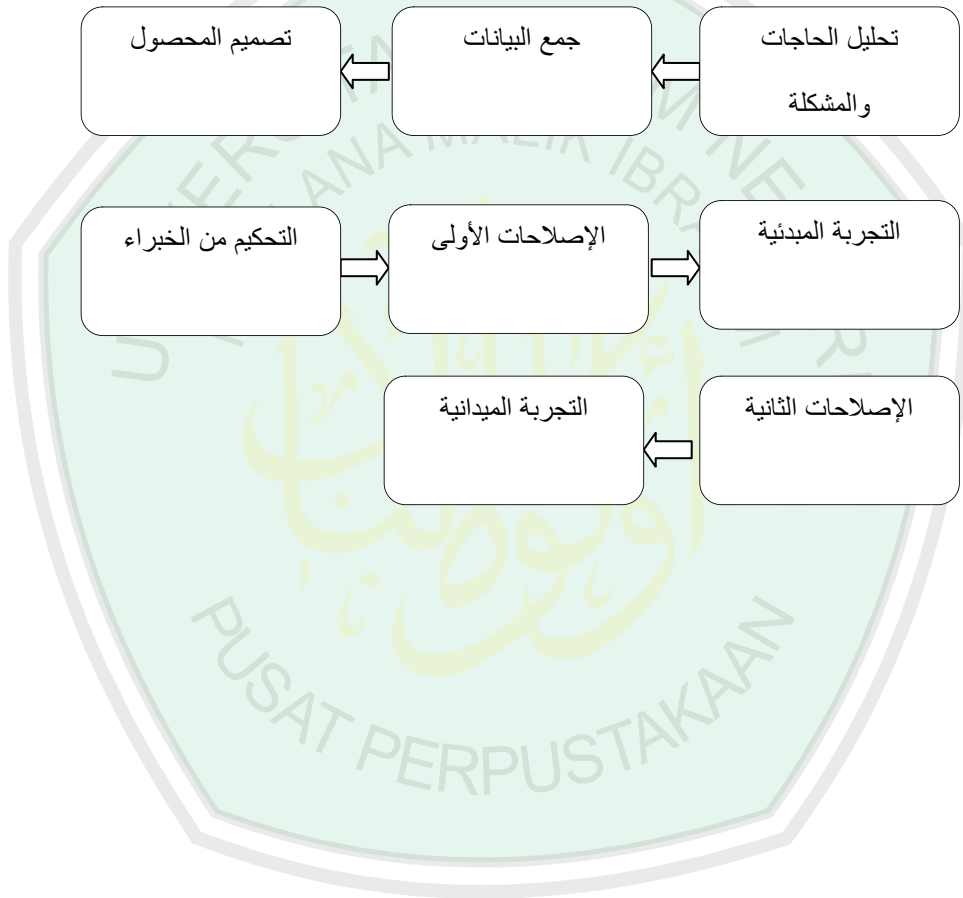 تحليل الحاجات
والمشكلة
جمع البيانات
تصميم المحصول
التحكيم من الخبراء
الإصلاحات الأولى
التجربة المبدئية
الإصلاحات الثانية
التجربة الميدانية
PUSAT PERPUSTAKAAN